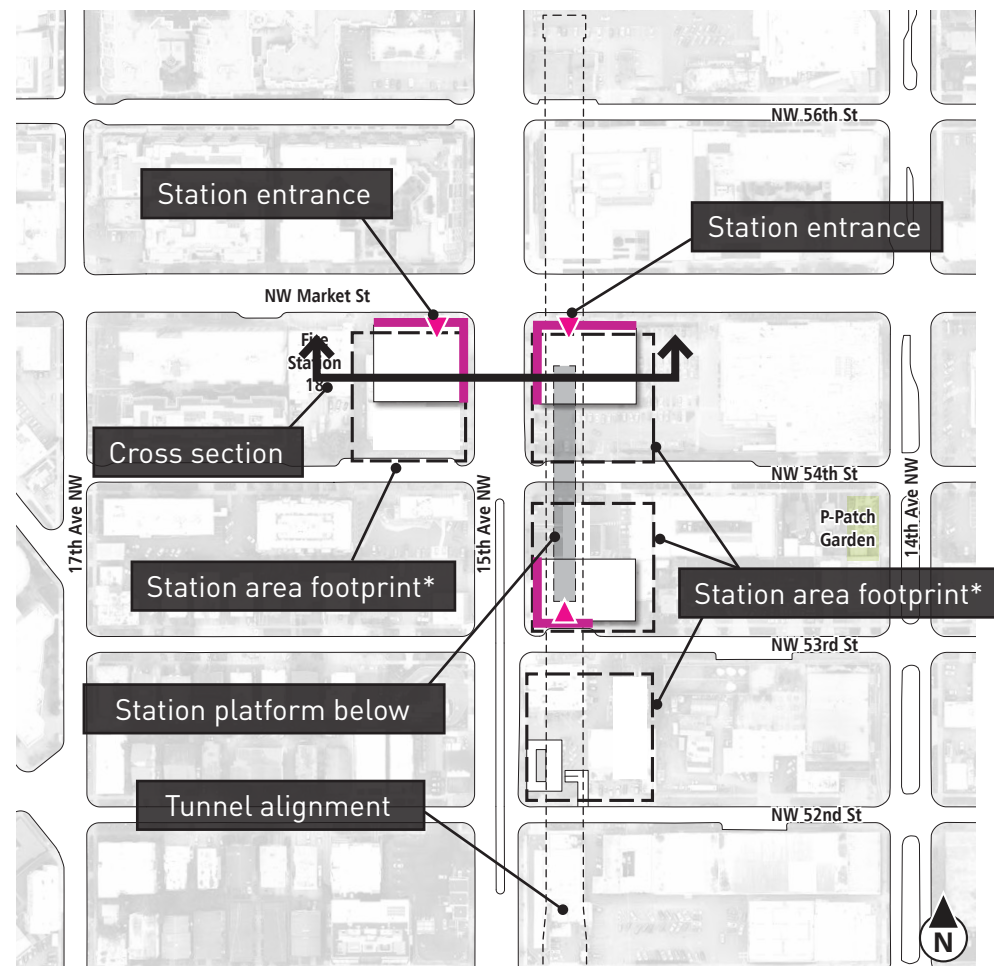 NW 56th St
Station entrance
Station entrance
NW Market St
Fire
Station
18
Cross section
NW 54th St
17th Ave NW
15th Ave NW
14th Ave NW
P-Patch
Garden
Station area footprint*
Station area footprint*
NW 53rd St
Station platform below
Tunnel alignment
NW 52nd St
N